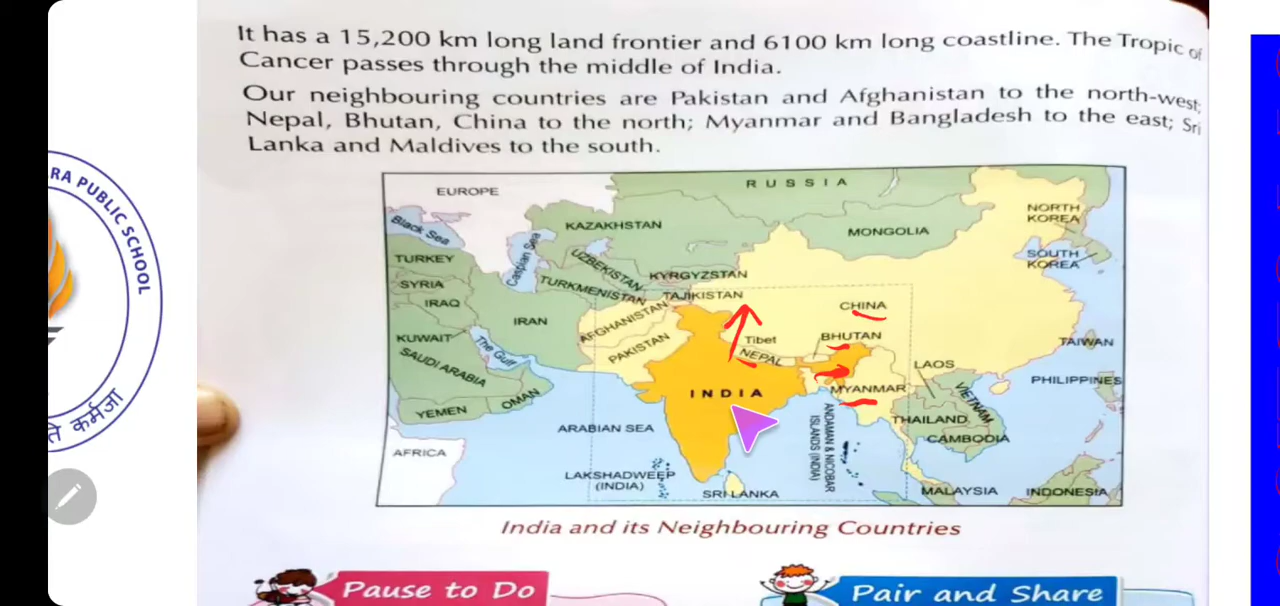 It has a 15,200 km long land frontier and 6100 km long coastline. The Tropic of
Cancer passes through the middle of India.
Our neighbouring countries are Pakistan and Afghanistan to the north-west;
Nepal, Bhutan, China to the north; Myanmar and Bangladesh to the east; Sri
Lanka and Maldives to the south.
RA PUBLIC SCHOOL
ते कर्मजा
EUROPE
RUSSIA
Black Sea
Caspian Sea
KAZAKHSTAN
MONGOLIA
NORTH
KOREA
SOUTH
KOREA
TURKEY
UZBEKISTAN
KYRGYZSTAN
SYRIA
TURKMENISTAN
TAJIKISTAN
IRAQ
IRAN
AFGHANISTAN
CHINA
KUWAIT
The Gulf
PAKISTAN
Tibet
BHUTAN
NEPAL
TAIWAN
SAUDI ARABIA
LAOS
PHILIPPINES
INDIA
MYANMAR
VIETNAM
YEMEN
OMAN
ARABIAN SEA
ANDAMAN & NICOBAR
ISLANDS (INDIA)
THAILAND
CAMBODIA
AFRICA
LAKSHADWEEP
(INDIA)
SRI LANKA
MALAYSIA
INDONESIA
India and its Neighbouring Countries
Pause to Do
Pair and Share